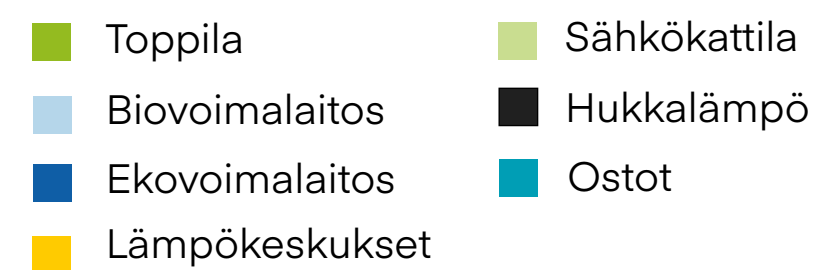 Toppila
Biovoimalaitos
Ekovoimalaitos
Lämpökeskukset
Sähkökattila
Hukkalämpö
Ostot